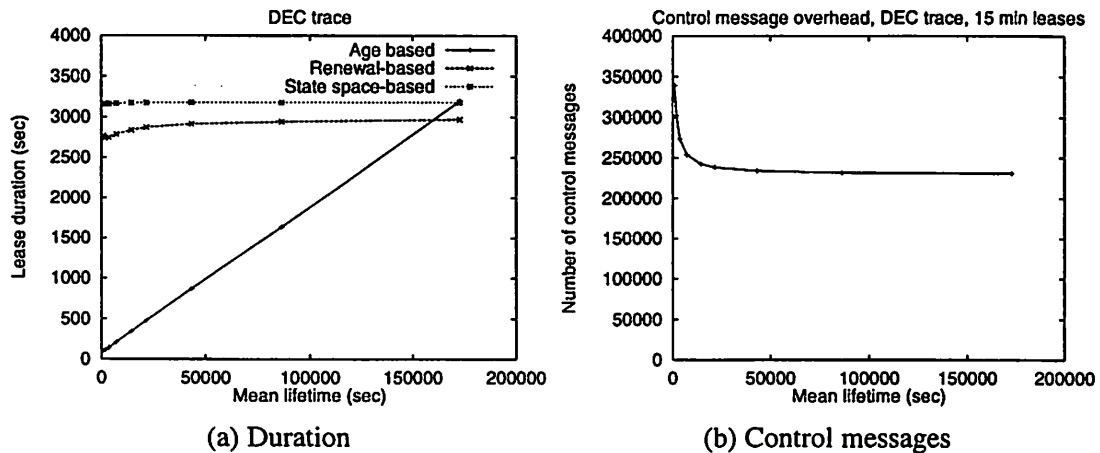 DEC trace
4000
3500
3000
2500
2000
1500
1000
500
0
Lease duration (sec)
Age based
Renewal-based
State space-based
0
50000
100000
150000
200000
Mean lifetime (sec)
(a) Duration
Control message overhead, DEC trace, 15 min leases
400000
350000
300000
250000
200000
150000
100000
50000
0
Number of control messages
0
50000
100000
150000
200000
Mean lifetime (sec)
(b) Control messages